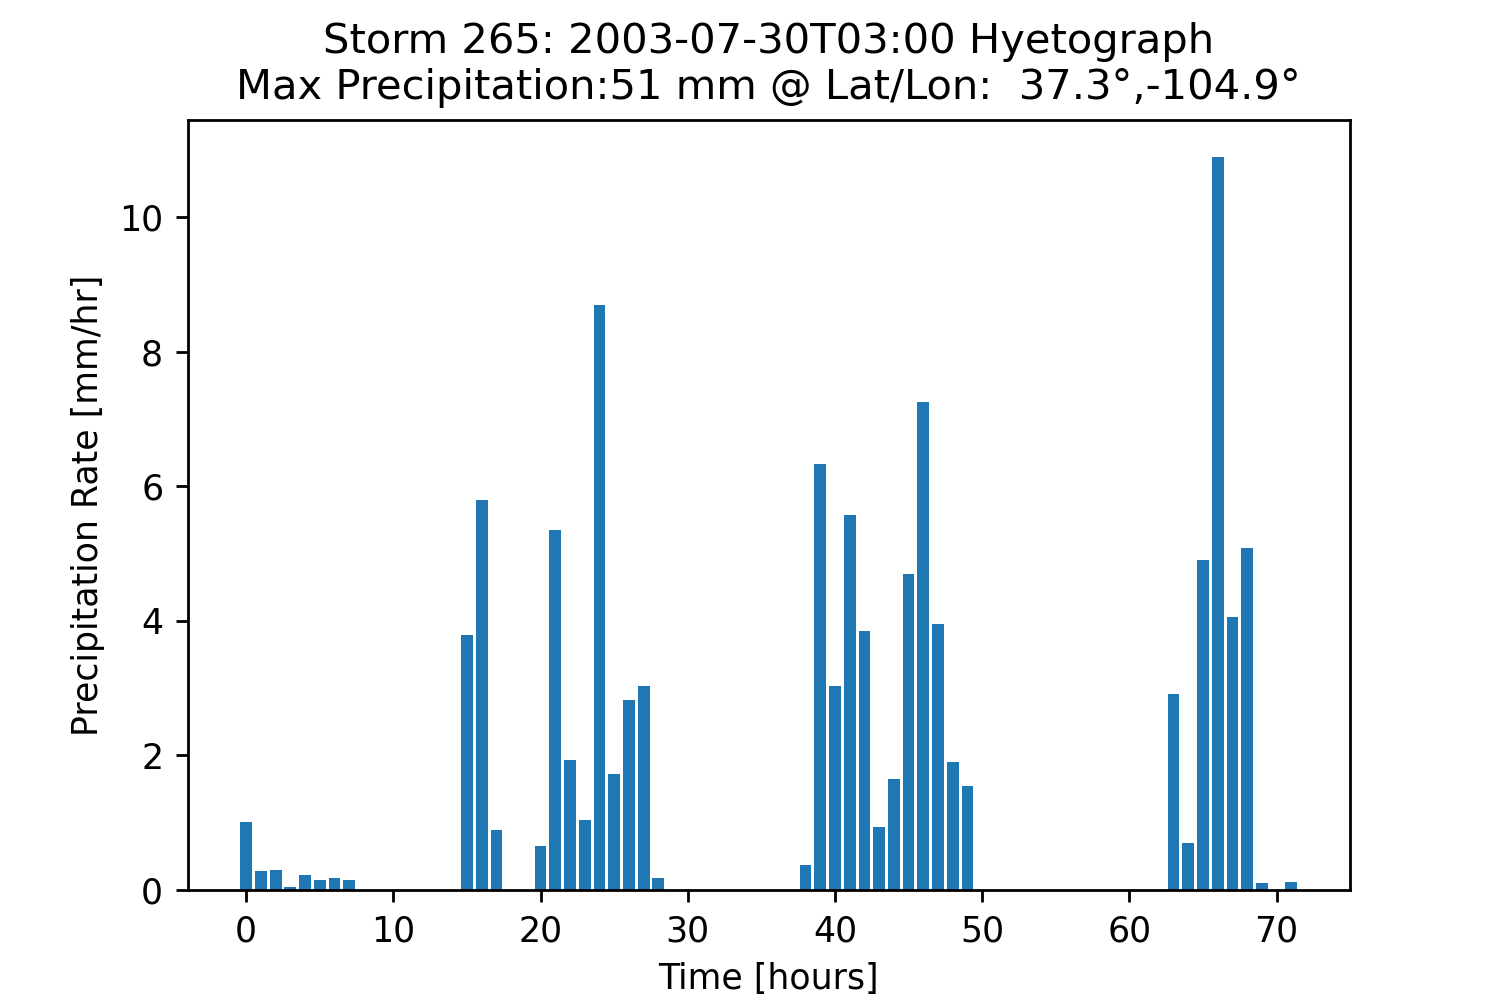 Storm 265: 2003-07-30T03:00 Hyetograph
Max Precipitation:51 mm @ Lat/Lon:  37.3°,-104.9°
Precipitation Rate [mm/hr]
10
8
6
4
2
0
0 10 20 30 40 50 60 70
Time [hours]